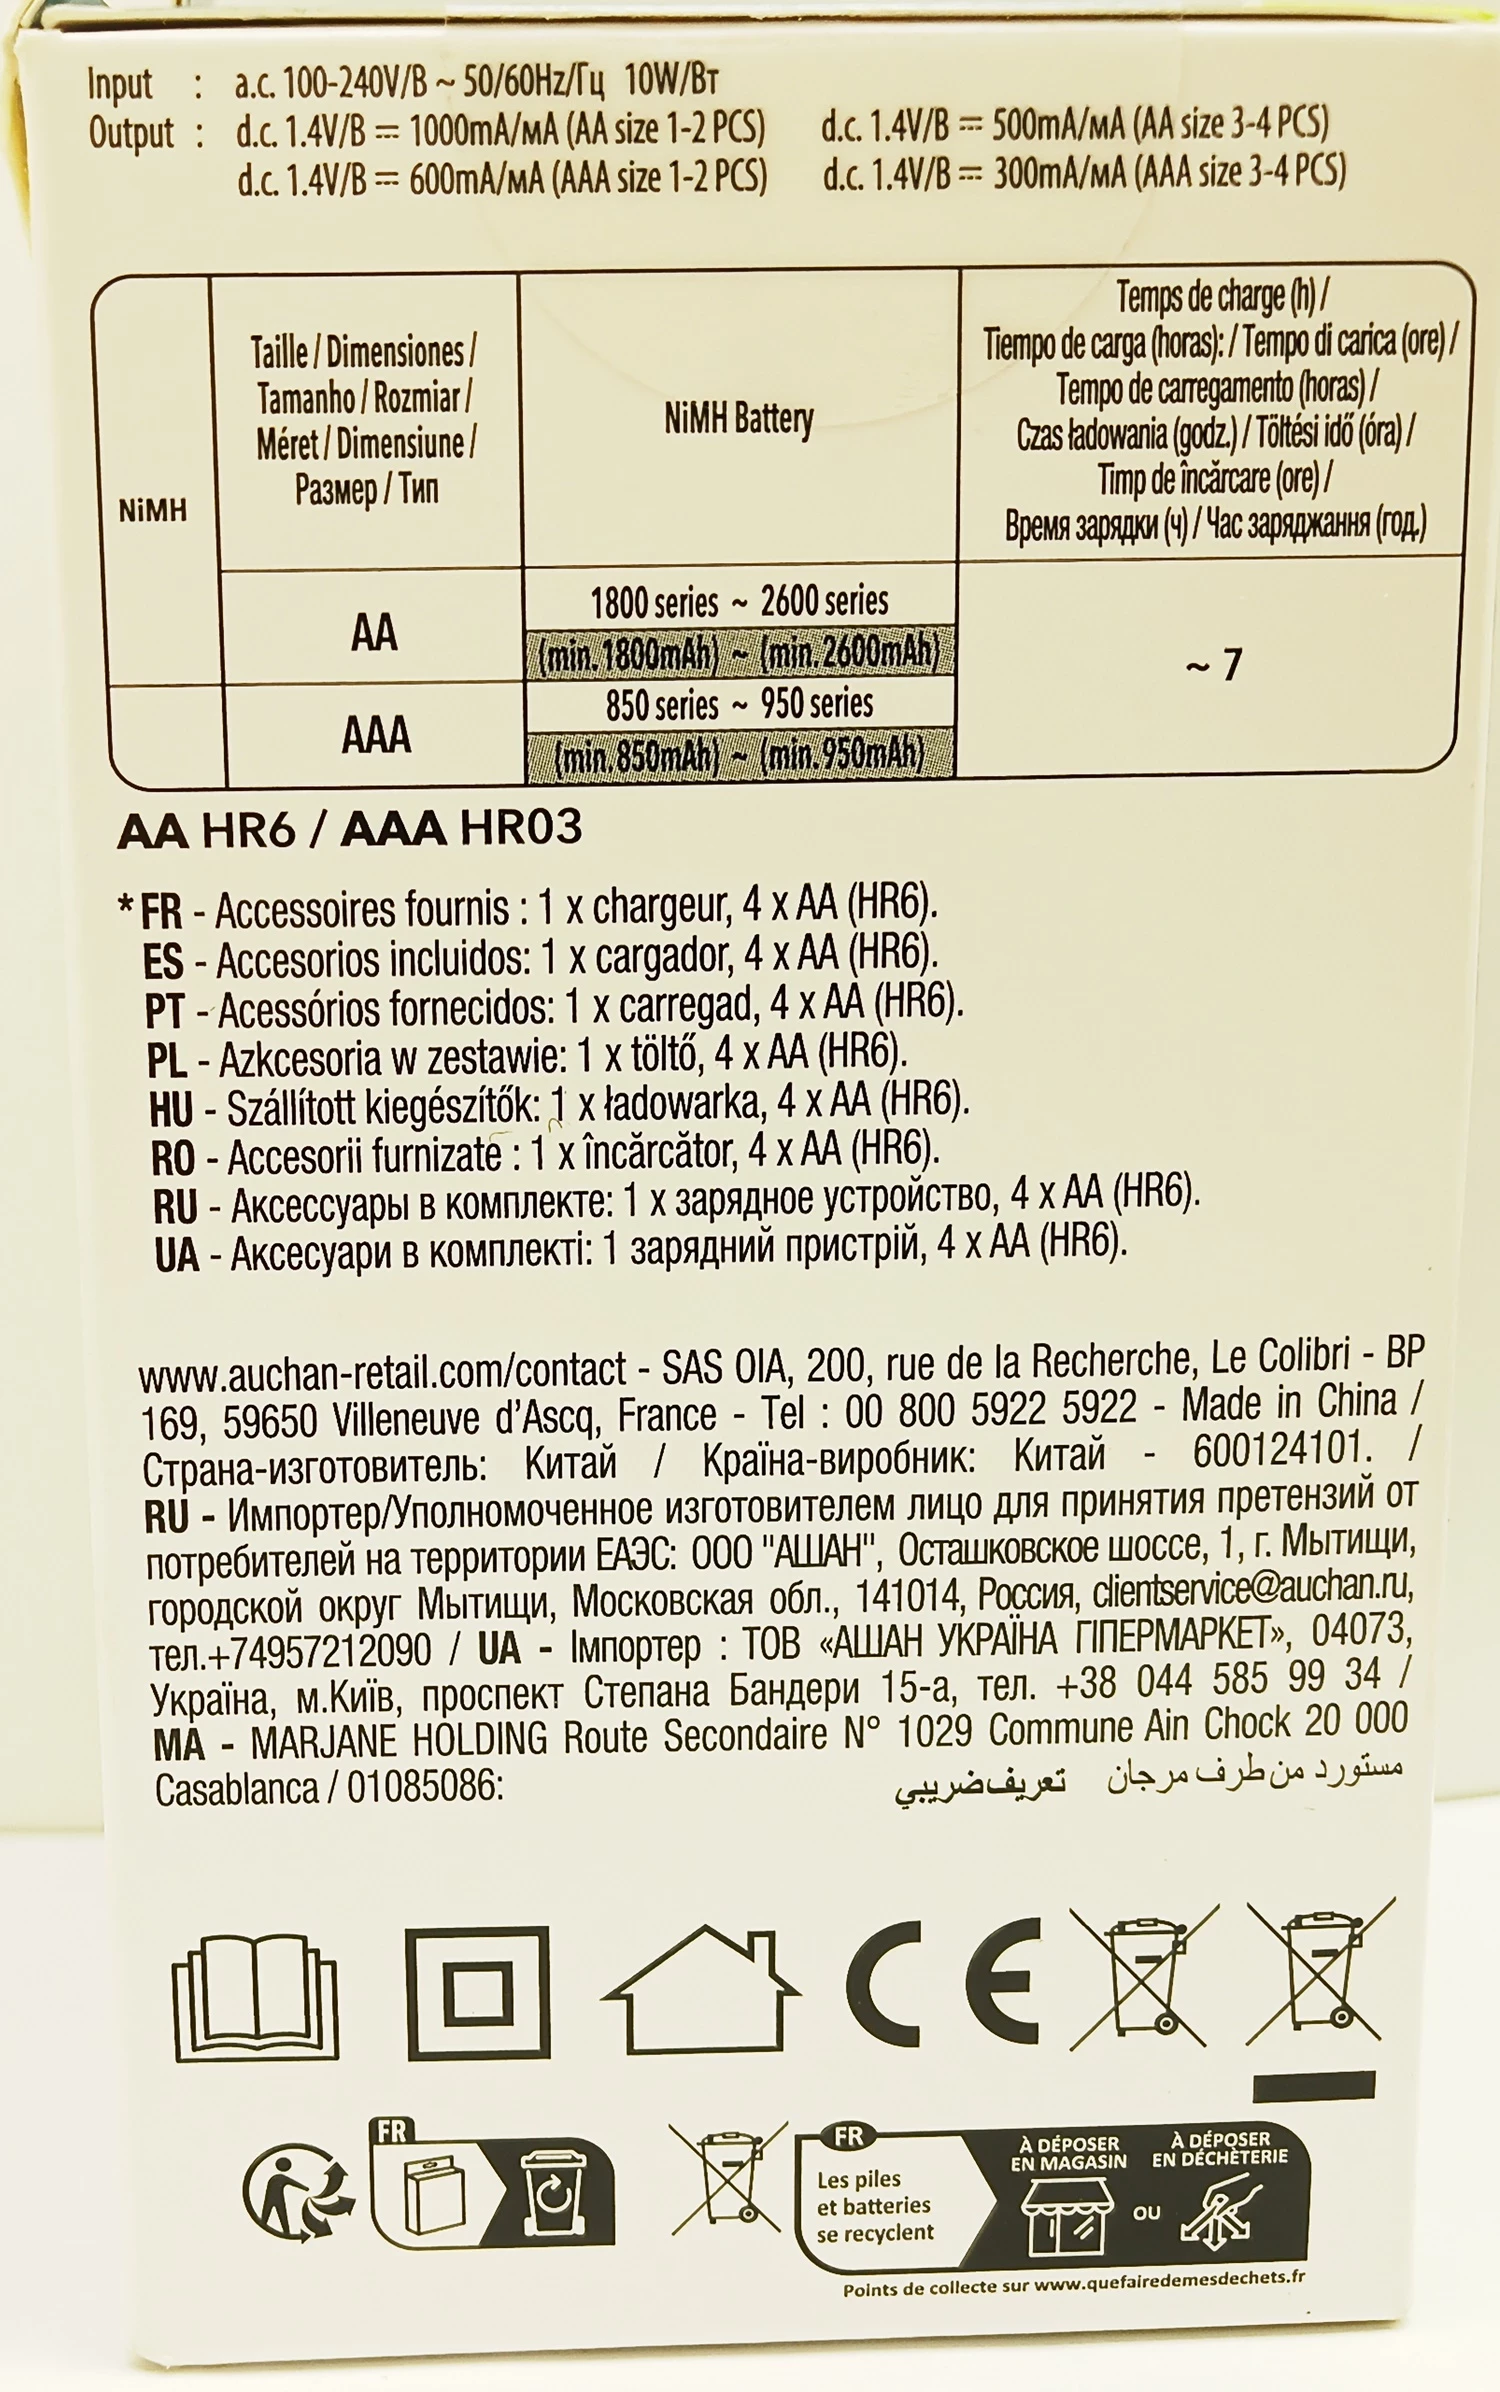 Input : a.c. 100-240V/B ~ 50/60Hz/Гц 10W/Вт
Output : d.c. 1.4V/B ⎓ 1000mA/мA (AA size 1-2 PCS) d.c. 1.4V/B ⎓ 500mA/мA (AA size 3-4 PCS)
d.c. 1.4V/B ⎓ 600mA/мA (AAA size 1-2 PCS) d.c. 1.4V/B ⎓ 300mA/мA (AAA size 3-4 PCS)
NiMH
Taille / Dimensiones /
Tamanho / Rozmiar /
Méret / Dimensiune /
Размер / Тип
NiMH Battery
Temps de charge (h) /
Tiempo de carga (horas): / Tempo di carica (ore) /
Tempo de carregamento (horas) /
Czas ładowania (godz.) / Töltési idő (óra) /
Timp de încărcare (ore) /
Время зарядки (ч) / Час заряджання (год.)
AA
1800 series ~ 2600 series
(min.1800mAh) ~ (min.2600mAh)
~ 7
AAA
850 series ~ 950 series
(min.850mAh) ~ (min.950mAh)
AA HR6 / AAA HR03
*FR - Accessoires fournis : 1 x chargeur, 4 x AA (HR6).
ES - Accesorios incluidos: 1 x cargador, 4 x AA (HR6).
PT - Acessórios fornecidos: 1 x carregad, 4 x AA (HR6).
PL - Azkcesoria w zestawie: 1 x töltő, 4 x AA (HR6).
HU - Szállított kiegészítők: 1 x ładowarka, 4 x AA (HR6).
RO - Accesorii furnizate : 1 x încărcător, 4 x AA (HR6).
RU - Аксессуары в комплекте: 1 x зарядное устройство, 4 x AA (HR6).
UA - Аксесуари в комплекті: 1 зарядний пристрій, 4 x AA (HR6).
www.auchan-retail.com/contact - SAS OIA, 200, rue de la Recherche, Le Colibri - BP
169, 59650 Villeneuve d'Ascq, France - Tel : 00 800 5922 5922 - Made in China /
Страна-изготовитель: Китай / Країна-виробник: Китай - 600124101. /
RU - Импортер/Уполномоченное изготовителем лицо для принятия претензий от
потребителей на территории ЕАЭС: ООО "АШАН", Осташковское шоссе, 1, г. Мытищи,
городской округ Мытищи, Московская обл., 141014, Россия, clientservice@auchan.ru,
тел.+74957212090 / UA - Імпортер : ТОВ «АШАН УКРАЇНА ГІПЕРМАРКЕТ», 04073,
Україна, м.Київ, проспект Степана Бандери 15-а, тел. +38 044 585 99 34 /
MA - MARJANE HOLDING Route Secondaire N° 1029 Commune Ain Chock 20 000
Casablanca / 01085086: مستورد من طرف مرجان تعريف ضريبي
CE
FR
FR
Les piles
et batteries
se recyclent
À DÉPOSER
EN MAGASIN
OU
À DÉPOSER
EN DÉCHÈTERIE
Points de collecte sur www.quefairedemesdechets.fr